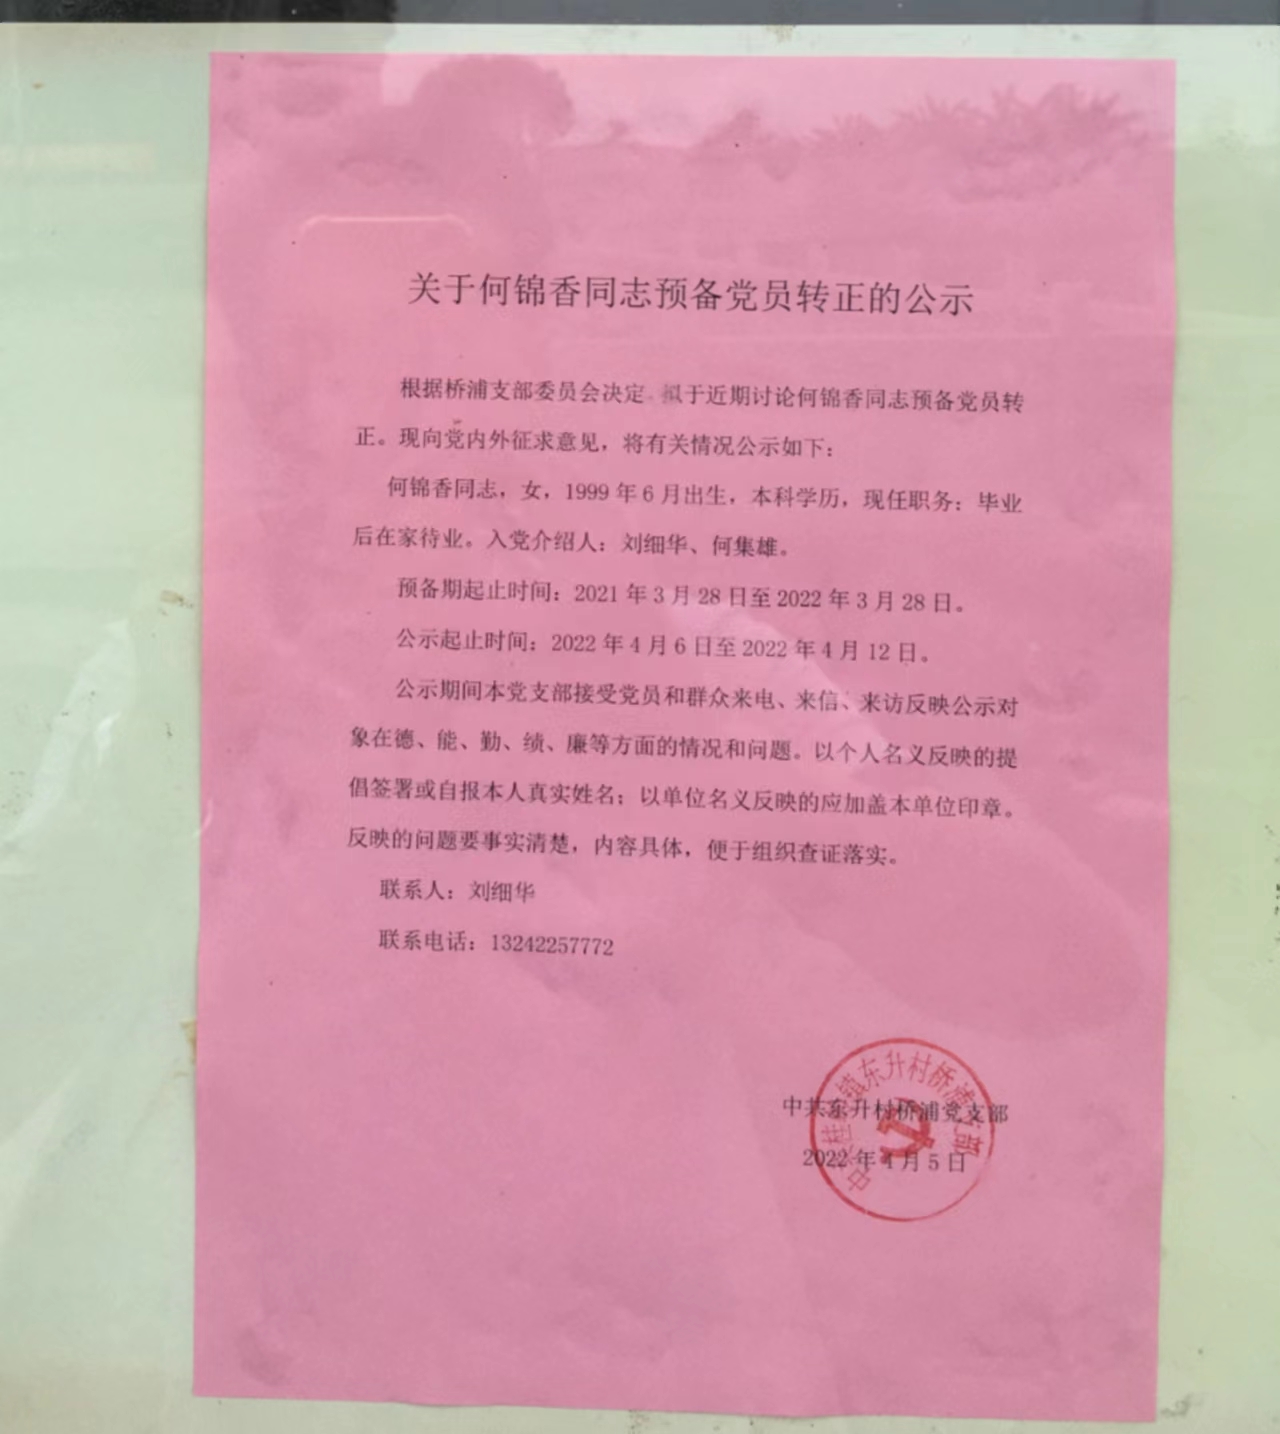 关于何锦香同志预备党员转正的公示
根据桥浦支部委员会决定，拟于近期讨论何锦香同志预备党员转
正。现向党内外征求意见，将有关情况公示如下：
何锦香同志，女，1999年6月出生，本科学历，现任职务：毕业
后在家待业。入党介绍人：刘细华、何集雄。
预备期起止时间：2021年3月28日至2022年3月28日。
公示起止时间：2022年4月6日至2022年4月12日。
公示期间本党支部接受党员和群众来电、来信、来访反映公示对
象在德、能、勤、绩、廉等方面的情况和问题。以个人名义反映的提
倡签署或自报本人真实姓名；以单位名义反映的应加盖本单位印章。
反映的问题要事实清楚，内容具体，便于组织查证落实。
联系人：刘细华
联系电话：13242257772
中共东升村桥浦党支部
2022年4月5日
镇东升村桥浦支部